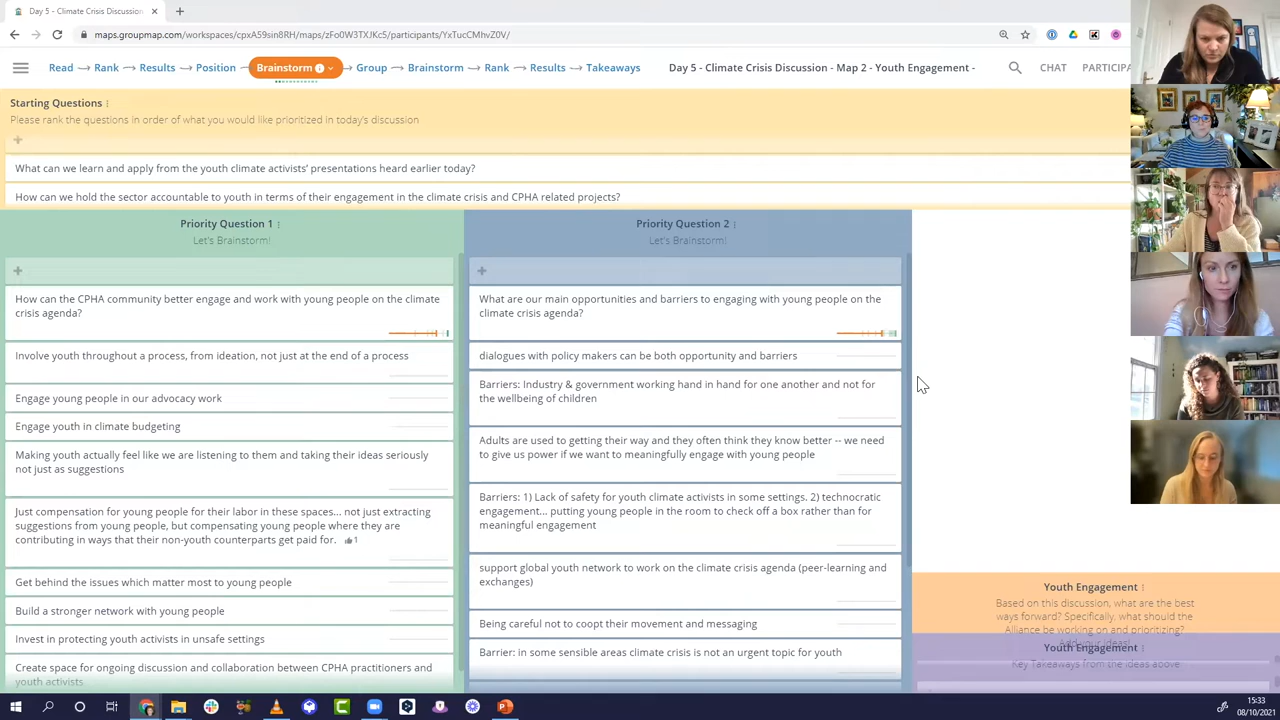 Day 5 - Climate Crisis Discussion
maps.groupmap.com/workspaces/cpxA59sin8RH/maps/zFo0W3TXJKc5/participants/YxTucCMhvZ0V/
Read Rank Results Position Brainstorm Group Brainstorm Rank Results Takeaways
Day 5 - Climate Crisis Discussion - Map 2 - Youth Engagement -
CHAT PARTICIPA
Starting Questions
Please rank the questions in order of what you would like prioritized in today's discussion
What can we learn and apply from the youth climate activists' presentations heard earlier today?
How can we hold the sector accountable to youth in terms of their engagement in the climate crisis and CPHA related projects?
Priority Question 1
Let's Brainstorm!
How can the CPHA community better engage and work with young people on the climate
crisis agenda?
Involve youth throughout a process, from ideation, not just at the end of a process
Engage young people in our advocacy work
Engage youth in climate budgeting
Making youth actually feel like we are listening to them and taking their ideas seriously
not just as suggestions
Just compensation for young people for their labor in these spaces... not just extracting
suggestions from young people, but compensating young people where they are
contributing in ways that their non-youth counterparts get paid for. 1
Get behind the issues which matter most to young people
Build a stronger network with young people
Invest in protecting youth activists in unsafe settings
Create space for ongoing discussion and collaboration between CPHA practitioners and
youth activists
Priority Question 2
Let's Brainstorm!
What are our main opportunities and barriers to engaging with young people on the
climate crisis agenda?
dialogues with policy makers can be both opportunity and barriers
Barriers: Industry & government working hand in hand for one another and not for
the wellbeing of children
Adults are used to getting their way and they often think they know better -- we need
to give us power if we want to meaningfully engage with young people
Barriers: 1) Lack of safety for youth climate activists in some settings. 2) technocratic
engagement... putting young people in the room to check off a box rather than for
meaningful engagement
support global youth network to work on the climate crisis agenda (peer-learning and
exchanges)
Being careful not to coopt their movement and messaging
Barrier: in some sensible areas climate crisis is not an urgent topic for youth
Youth Engagement
Based on this discussion, what are the best
ways forward? Specifically, what should the
Alliance be working on and prioritizing?
Add your ideas!
Youth Engagement
Key Takeaways from the ideas above
15:33
08/10/2021